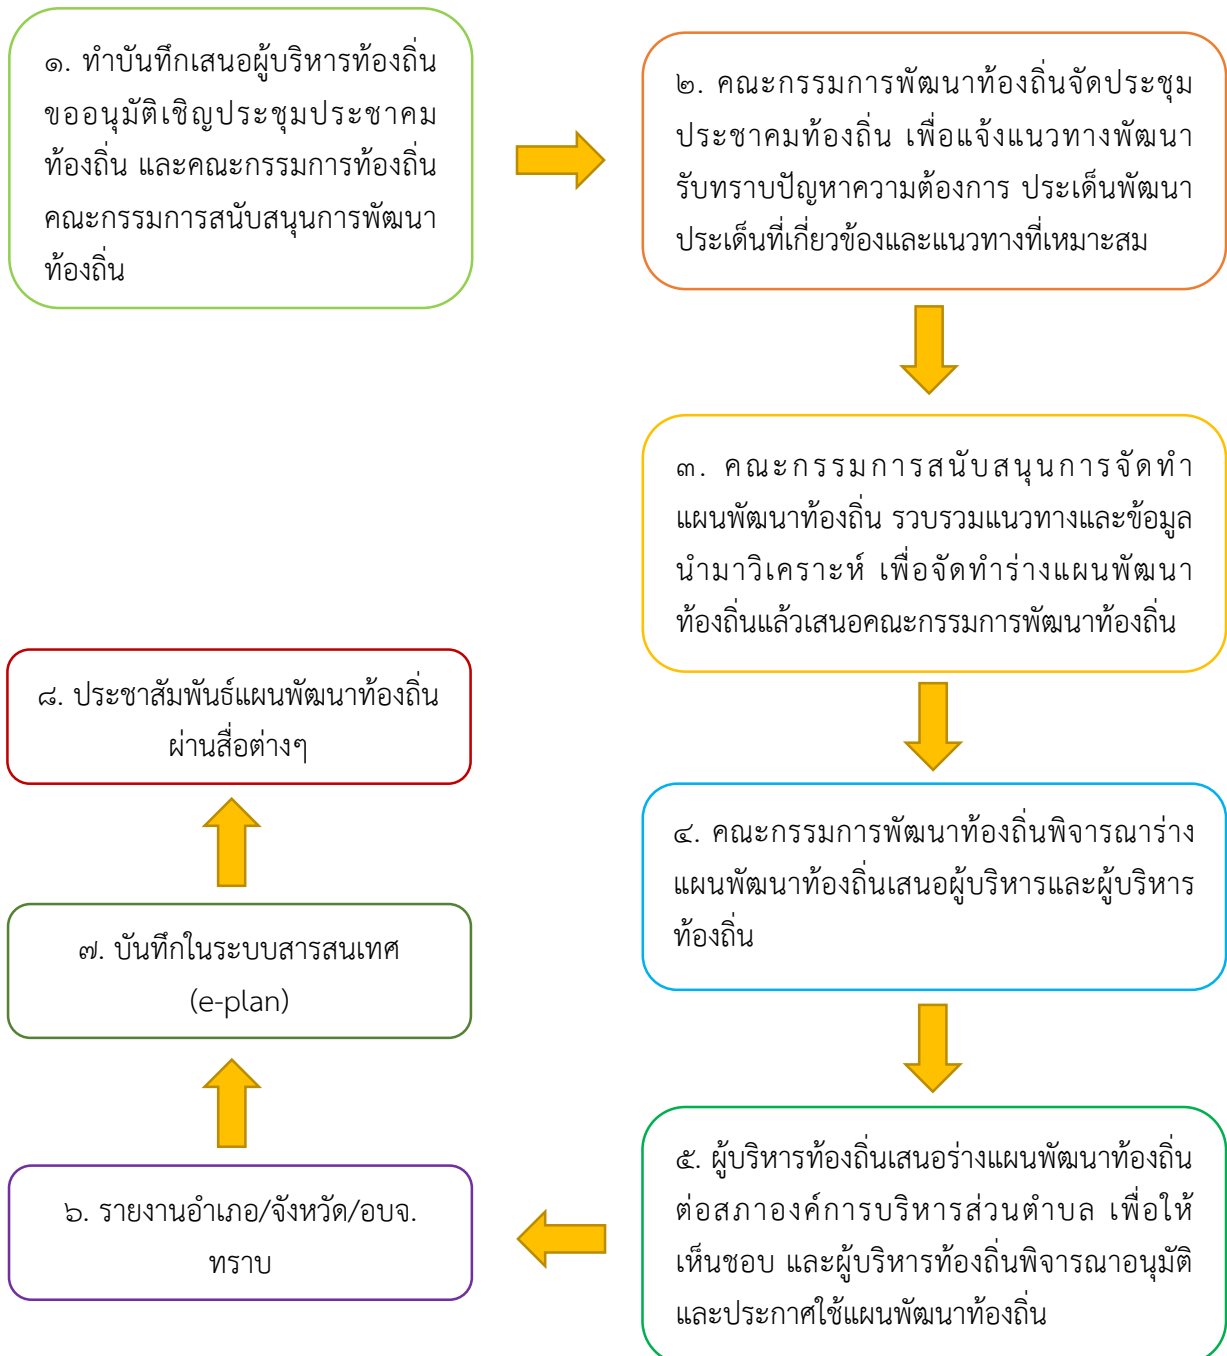 ๑. ทำบันทึกเสนอผู้บริหารท้องถิ่น
ขออนุมัติเชิญประชุมประชาคม
ท้องถิ่น และคณะกรรมการท้องถิ่น
คณะกรรมการสนับสนุนการพัฒนา
ท้องถิ่น
๒. คณะกรรมการพัฒนาท้องถิ่นจัดประชุม
ประชาคมท้องถิ่น เพื่อแจ้งแนวทางพัฒนา
รับทราบปัญหาความต้องการ ประเด็นพัฒนา
ประเด็นที่เกี่ยวข้องและแนวทางที่เหมาะสม
๓. คณะกรรมการสนับสนุนการจัดทำ
แผนพัฒนาท้องถิ่น รวบรวมแนวทางและข้อมูล
นำมาวิเคราะห์ เพื่อจัดทำร่างแผนพัฒนา
ท้องถิ่นแล้วเสนอคณะกรรมการพัฒนาท้องถิ่น
๔. คณะกรรมการพัฒนาท้องถิ่นพิจารณาร่าง
แผนพัฒนาท้องถิ่นเสนอผู้บริหารและผู้บริหาร
ท้องถิ่น
๕. ผู้บริหารท้องถิ่นเสนอร่างแผนพัฒนาท้องถิ่น
ต่อสภาองค์การบริหารส่วนตำบล เพื่อให้
เห็นชอบ และผู้บริหารท้องถิ่นพิจารณาอนุมัติ
และประกาศใช้แผนพัฒนาท้องถิ่น
๖. รายงานอำเภอ/จังหวัด/อบจ.
ทราบ
๗. บันทึกในระบบสารสนเทศ
(e-plan)
๘. ประชาสัมพันธ์แผนพัฒนาท้องถิ่น
ผ่านสื่อต่างๆ